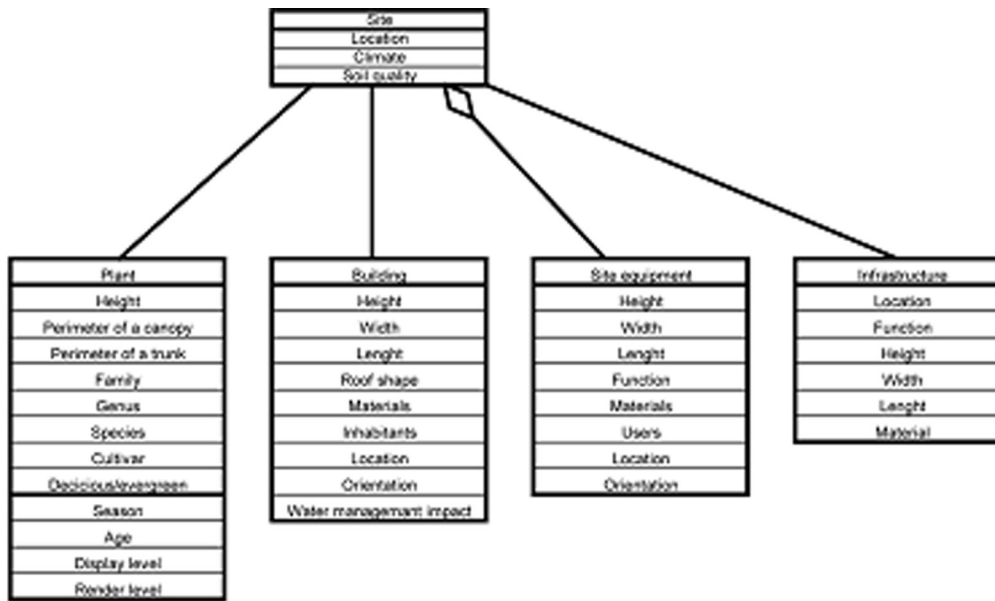 Site
Location
Climate
Soil quality
Plant
Height
Perimeter of a canopy
Perimeter of a trunk
Family
Genus
Species
Cultivar
Decicious/evergreen
Season
Age
Display level
Render level
Building
Height
Width
Lenght
Roof shape
Materials
Inhabitants
Location
Orientation
Water managemant impact
Site equipment
Height
Width
Lenght
Function
Materials
Users
Location
Orientation
Infrastructure
Location
Function
Height
Width
Lenght
Material